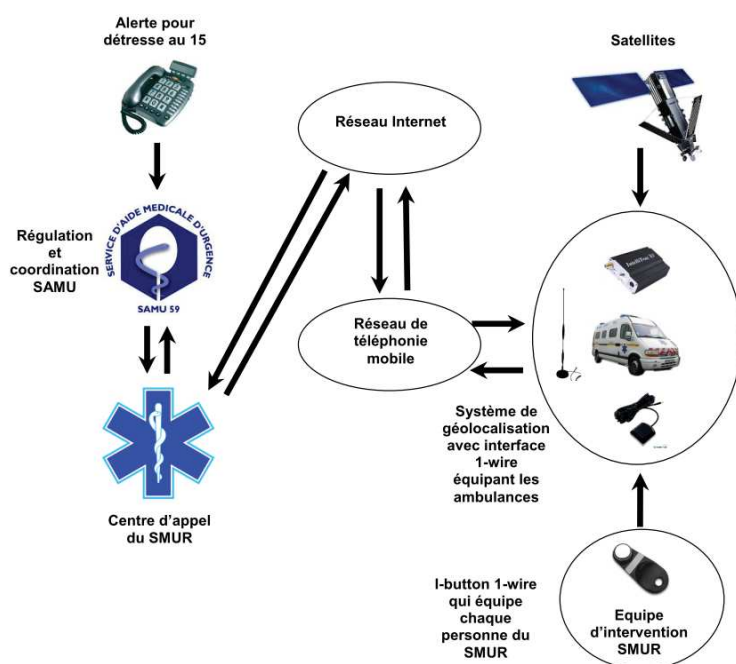 Alerte pour
détresse au 15
Satellites
Réseau Internet
Régulation
et
coordination
SAMU
SERVICE D'AIDE MEDICALE D'URGENCE
SAMU 59
Réseau de
téléphonie
mobile
Système de
géolocalisation
avec interface
1-wire
équipant les
ambulances
Centre d'appel
du SMUR
I-button 1-wire
qui équipe
chaque
personne du
SMUR
Equipe
d'intervention
SMUR